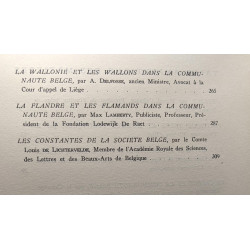 LA WALLONIE ET LES WALLONS DANS LA COMMU-
NAUTE BELGE, par A. DELFOSSE, ancien Ministre, Avocat à la
Cour d'appel de Liège 265
LA FLANDRE ET LES FLAMANDS DANS LA COMMU-
NAUTE BELGE, par MAX LAMBERTY, Publiciste, Professeur, Pré-
sident de la Fondation Lodewijk De Raet 287
LES CONSTANTES DE LA SOCIETE BELGE, par le Comte
LOUIS DE LICHTERVELDE, Membre de l'Académie Royale des Sciences,
des Lettres et des Beaux-Arts de Belgique 309